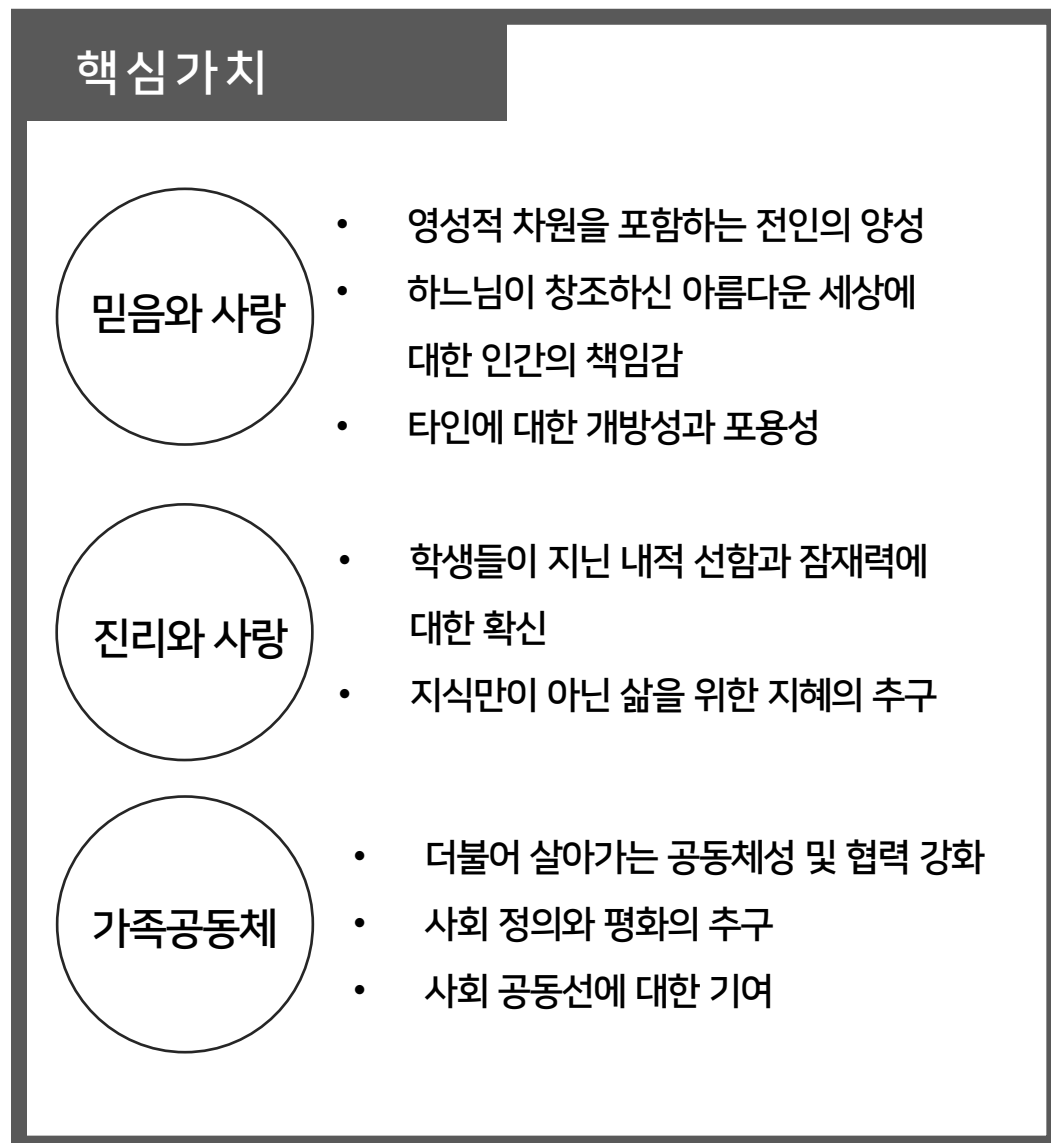 핵심가치
믿음와 사랑
• 영성적 차원을 포함하는 전인의 양성
• 하느님이 창조하신 아름다운 세상에
대한 인간의 책임감
• 타인에 대한 개방성과 포용성
진리와 사랑
• 학생들이 지닌 내적 선함과 잠재력에
대한 확신
• 지식만이 아닌 삶을 위한 지혜의 추구
가족공동체
• 더불어 살아가는 공동체성 및 협력 강화
• 사회 정의와 평화의 추구
• 사회 공동선에 대한 기여